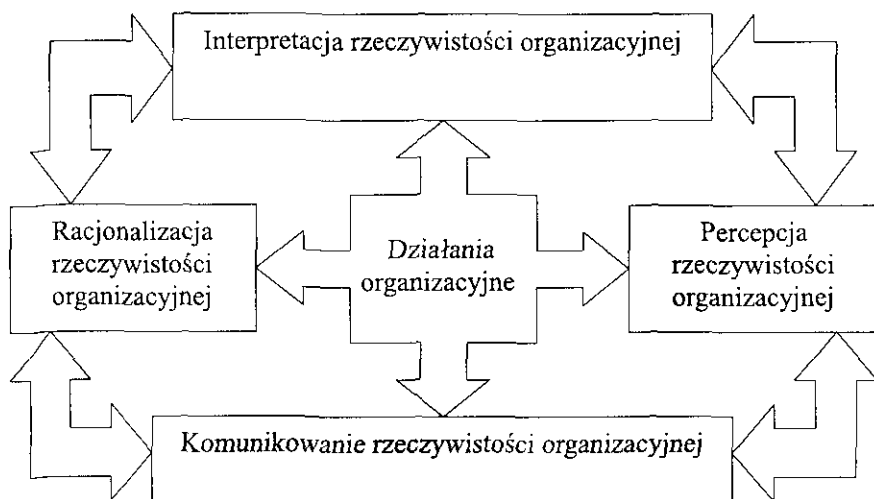 Interpretacja rzeczywistości organizacyjnej
Racjonalizacja
rzeczywistości
organizacyjnej
Działania
organizacyjne
Percepcja
rzeczywistości
organizacyjnej
Komunikowanie rzeczywistości organizacyjnej